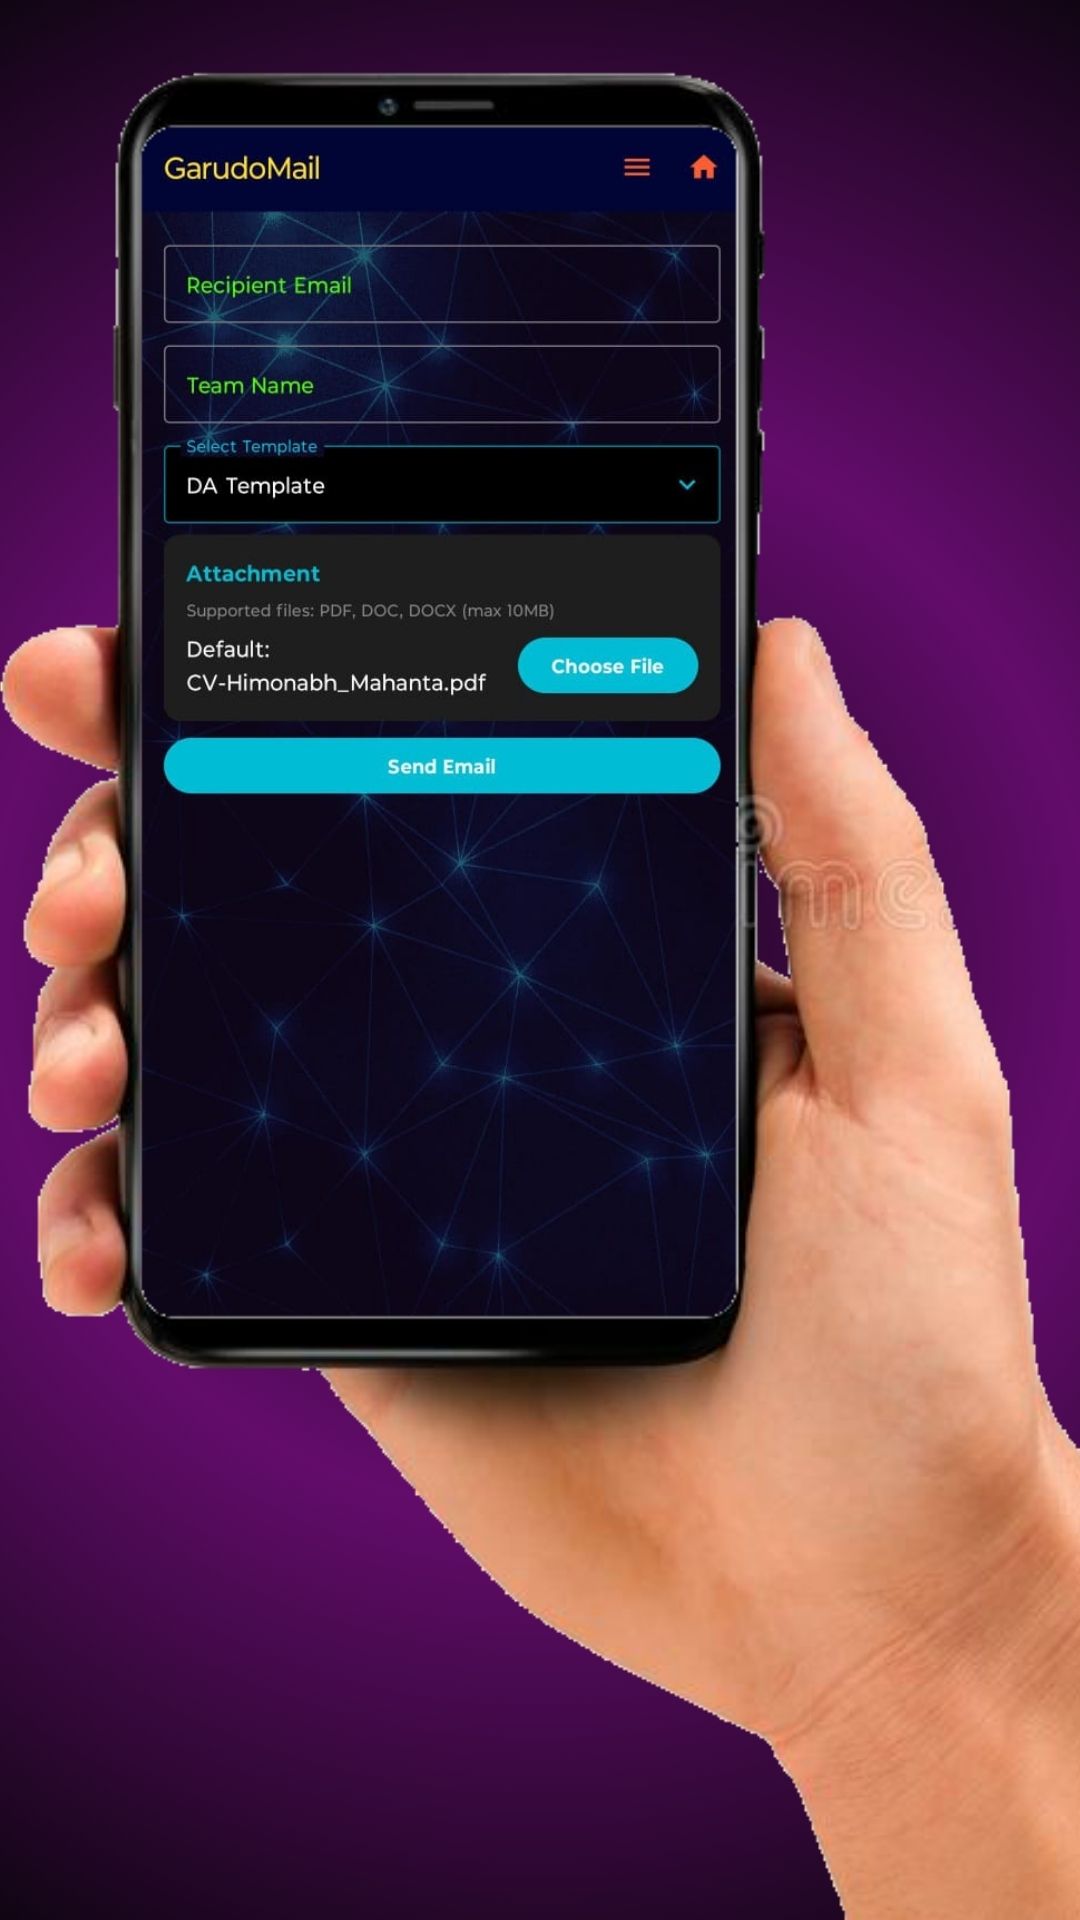 GarudoMail
Recipient Email
Team Name
Select Template
DA Template
Attachment
Supported files: PDF, DOC, DOCX (max 10MB)
Default:
CV-Himonabh_Mahanta.pdf
Choose File
Send Email